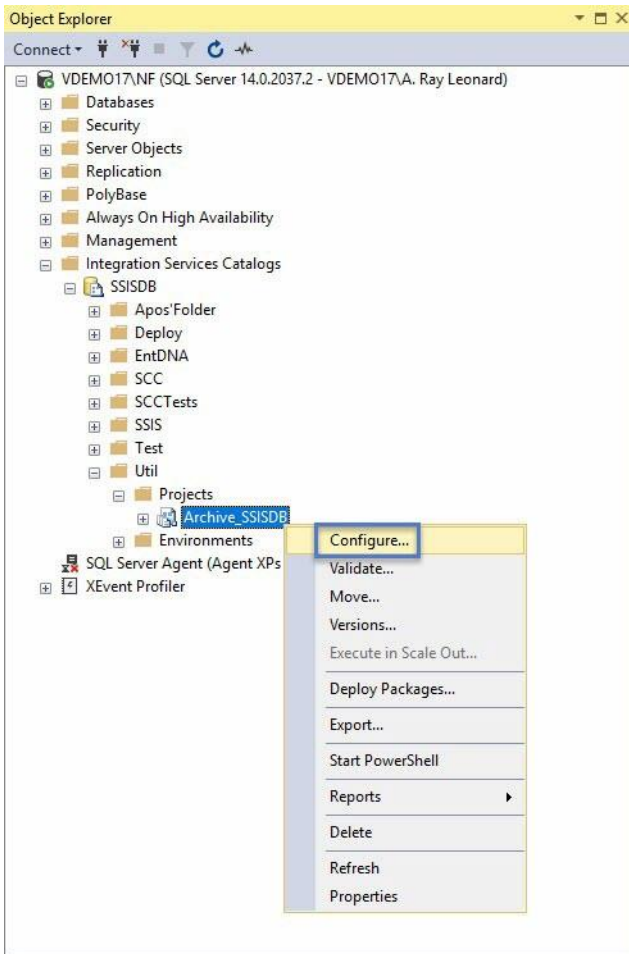 Object Explorer
Connect
VDEMO17\NF (SQL Server 14.0.2037.2 - VDEMO17\A. Ray Leonard)
Databases
Security
Server Objects
Replication
PolyBase
Always On High Availability
Management
Integration Services Catalogs
SSISDB
Apos'Folder
Deploy
EntDNA
SCC
SCCTests
SSIS
Test
Util
Projects
Archive_SSISDB
Environments
SQL Server Agent (Agent XPs
XEvent Profiler
Configure...
Validate...
Move...
Versions...
Execute in Scale Out...
Deploy Packages...
Export...
Start PowerShell
Reports
Delete
Refresh
Properties